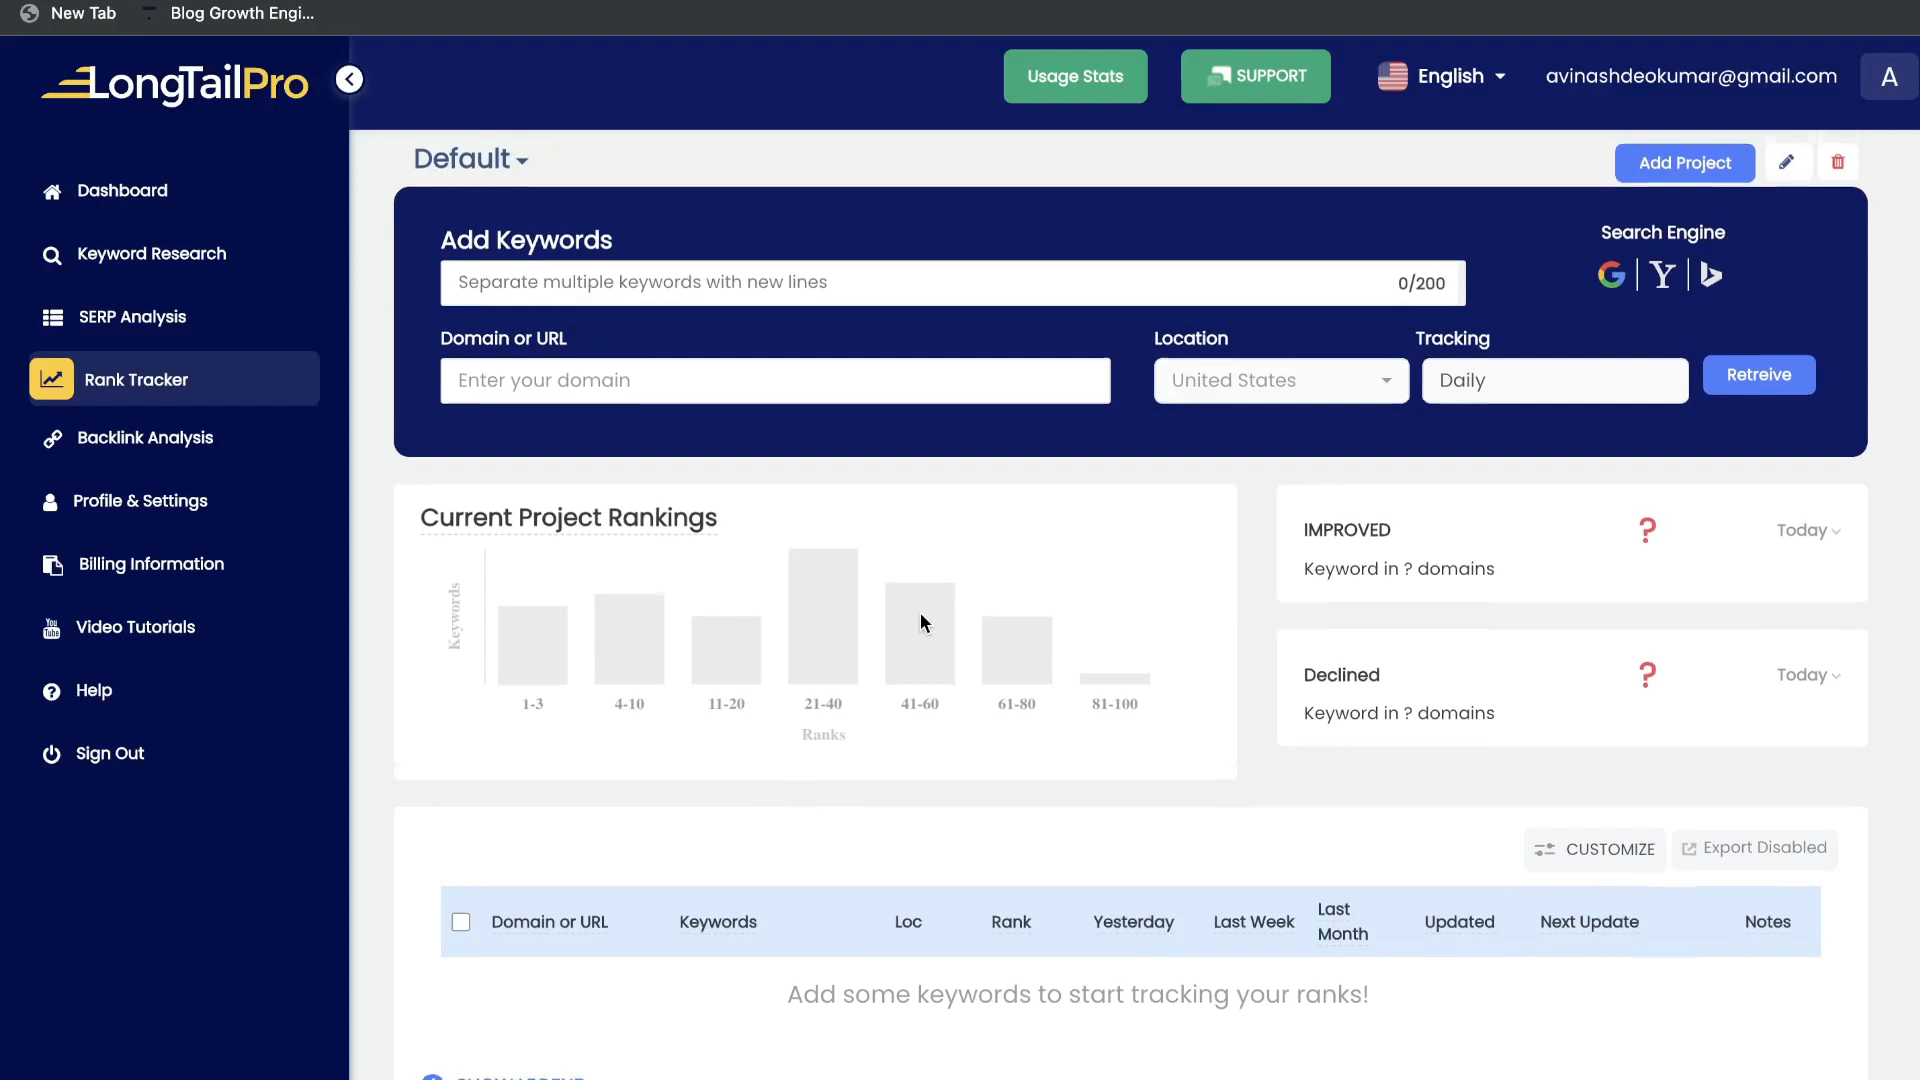 New Tab
Blog Growth Engi...
LongTailPro
Usage Stats
SUPPORT
English
avinashdeokumar@gmail.com
A
Dashboard
Keyword Research
SERP Analysis
Rank Tracker
Backlink Analysis
Profile & Settings
Billing Information
You Tube
Video Tutorials
Help
Sign Out
Default
Add Project
Add Keywords
Separate multiple keywords with new lines
0/200
Search Engine
Domain or URL
Enter your domain
Location
United States
Tracking
Daily
Retreive
Current Project Rankings
Keywords
1-3
4-10
11-20
21-40
41-60
61-80
81-100
Ranks
IMPROVED
?
Today
Keyword in ? domains
Declined
?
Today
Keyword in ? domains
CUSTOMIZE
Export Disabled
Domain or URL
Keywords
Loc
Rank
Yesterday
Last Week
Last
Month
Updated
Next Update
Notes
Add some keywords to start tracking your ranks!